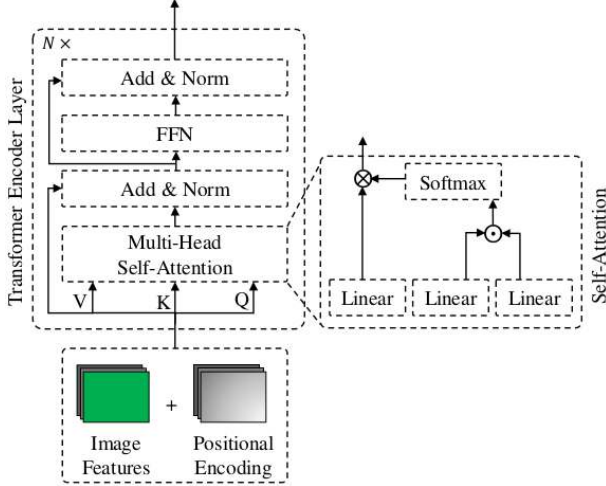 N ×
Add & Norm
FFN
Add & Norm
Multi-Head
Self-Attention
V
K
Q
Transformer Encoder Layer
Image
Features
+
Positional
Encoding
Softmax
Linear
Linear
Linear
Self-Attention